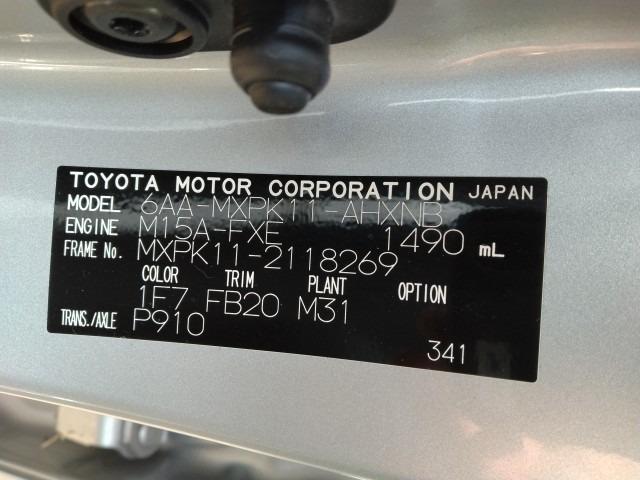 TOYOTA MOTOR CORPORATION JAPAN
MODEL 6AA-MXPK11-AHXNB
ENGINE M15A-FXE 1490 mL
FRAME No. MXPK11-2118269
COLOR TRIM PLANT OPTION
1F7 FB20 M31
TRANS./AXLE P910
341